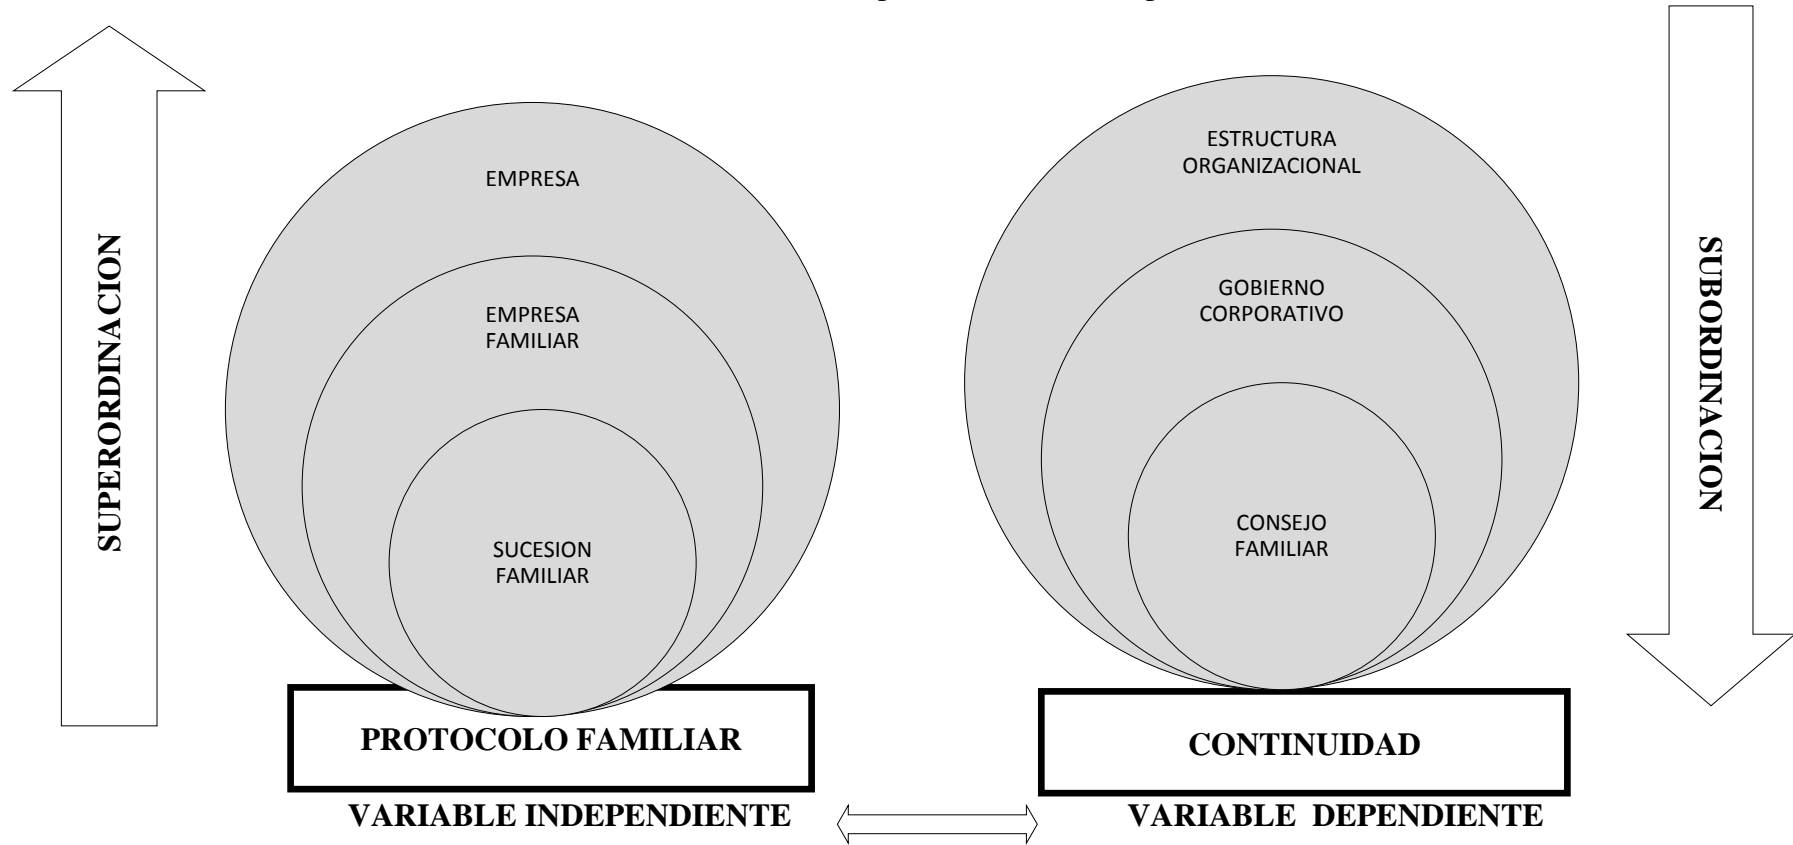 SUPERORDINACION
EMPRESA
EMPRESA
FAMILIAR
SUCESION
FAMILIAR
PROTOCOLO FAMILIAR
VARIABLE INDEPENDIENTE
ESTRUCTURA
ORGANIZACIONAL
GOBIERNO
CORPORATIVO
CONSEJO
FAMILIAR
CONTINUIDAD
VARIABLE DEPENDIENTE
SUBORDINACION